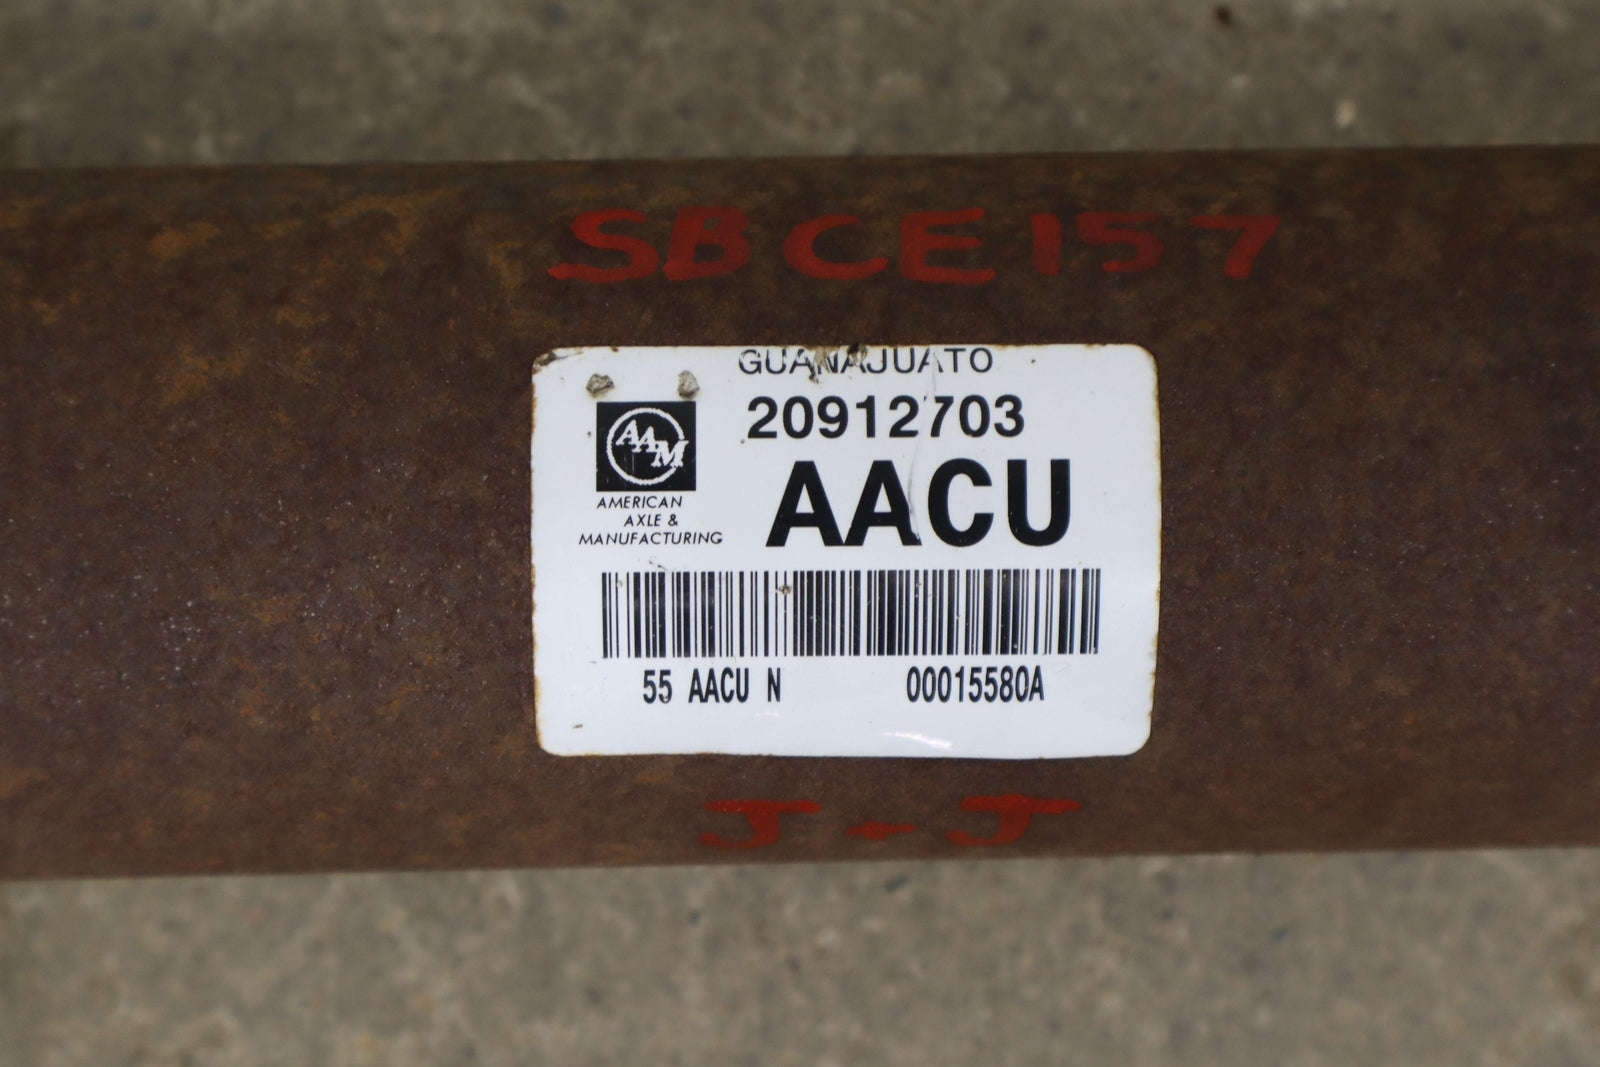 SBCE157
GUANAJUATO
20912703
AAM
AACU
AMERICAN
AXLE &
MANUFACTURING
55 AACU N 00015580A
J-J